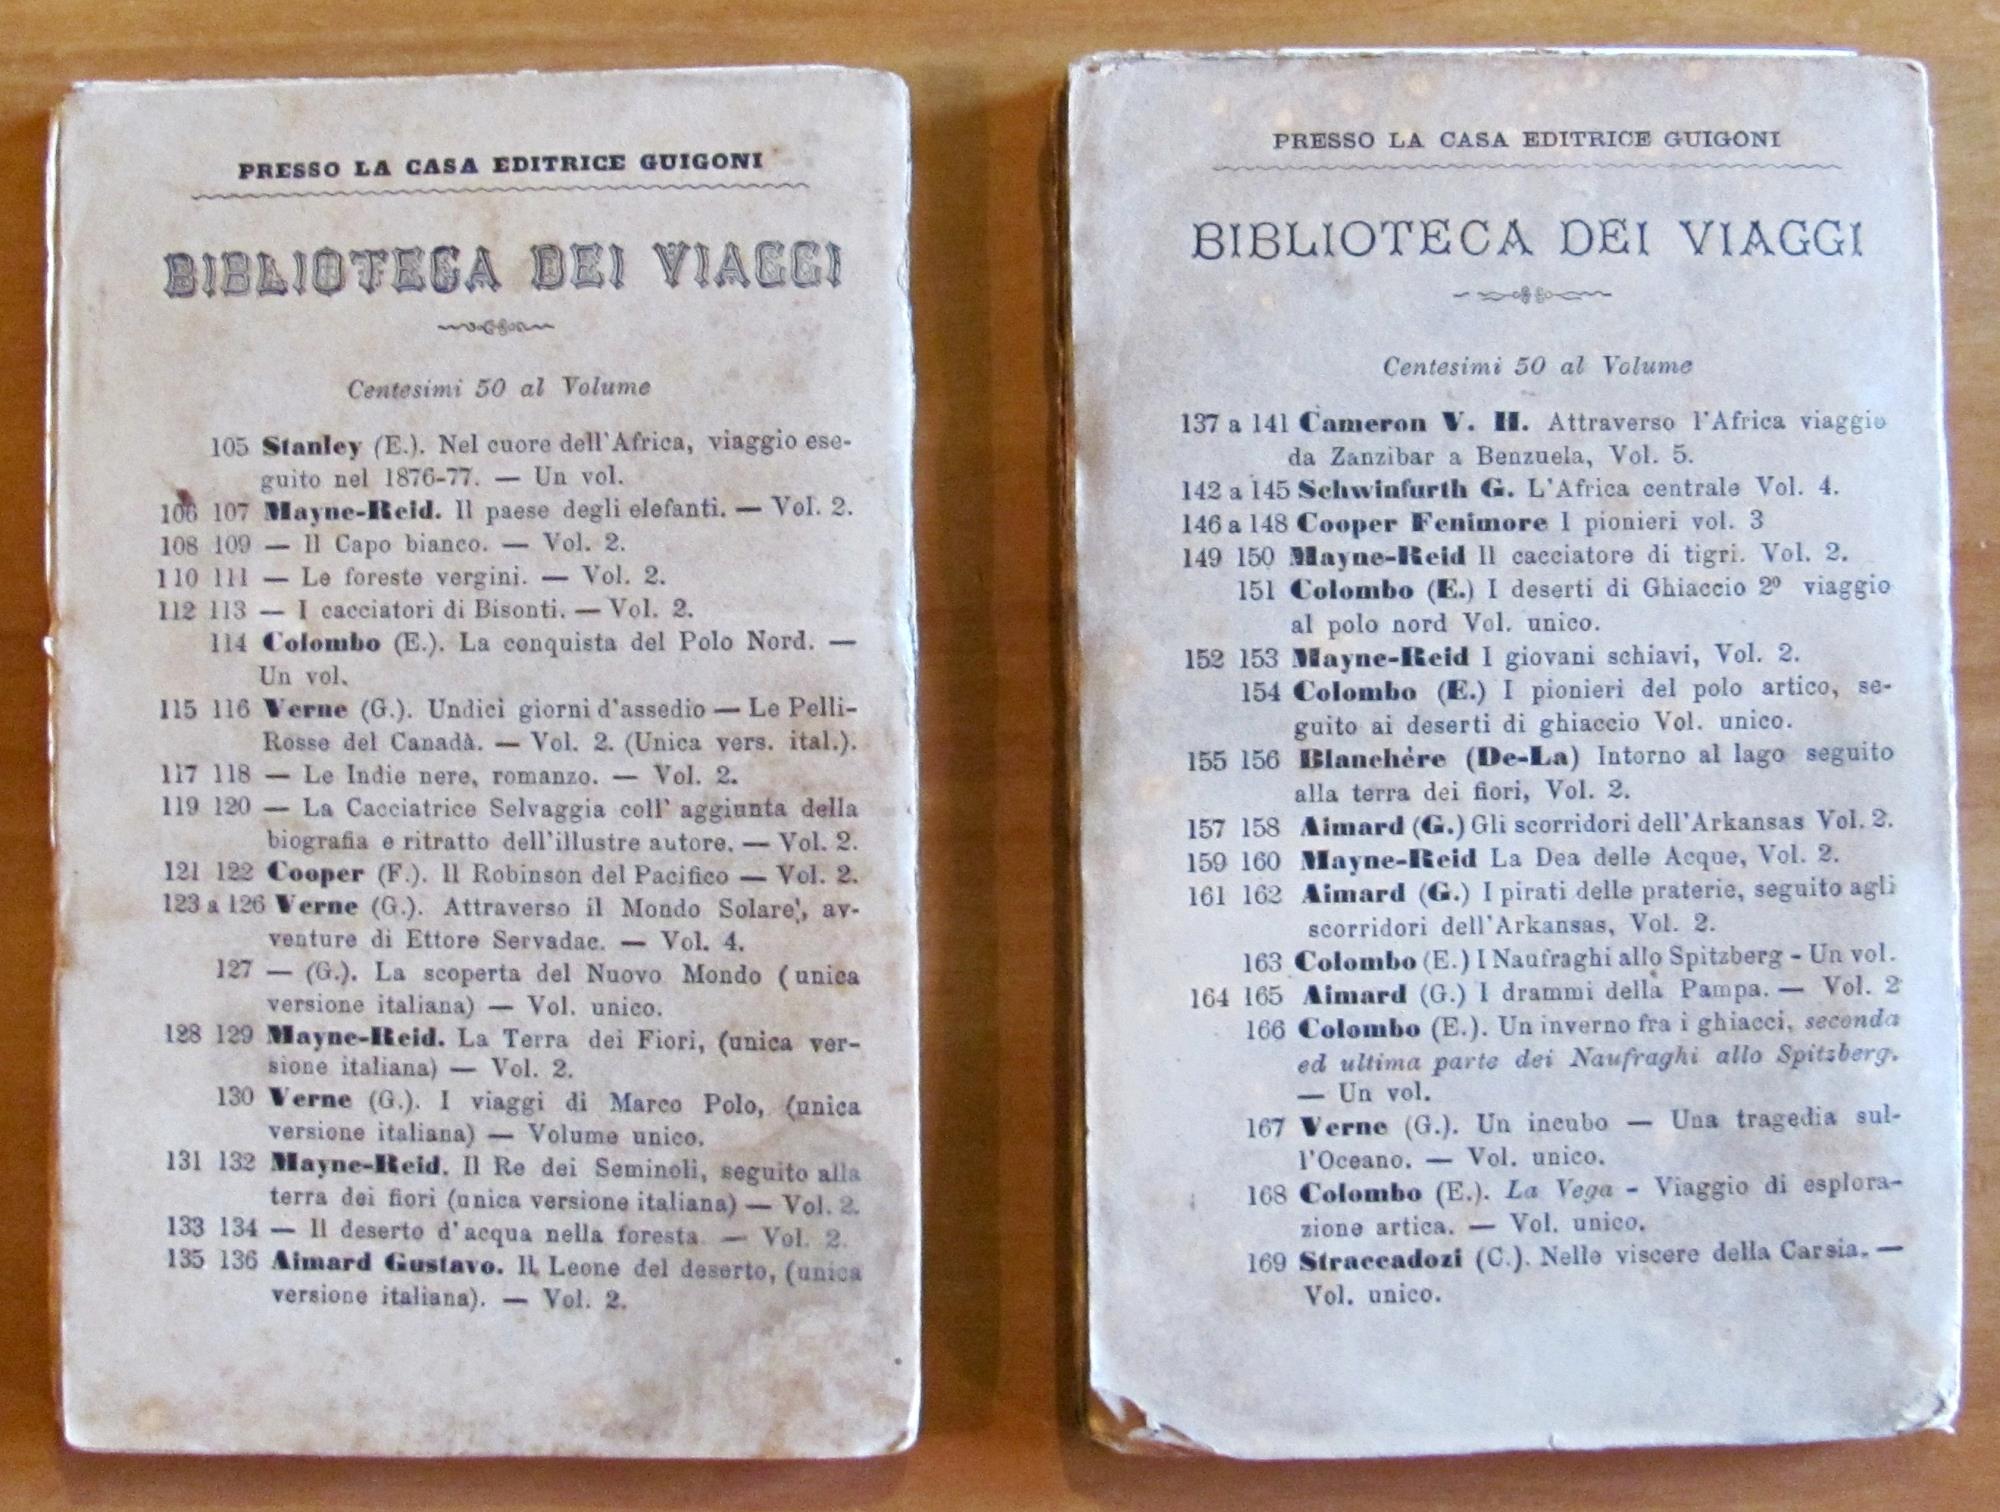 PRESSO LA CASA EDITRICE GUIGONI
BIBLIOTECA DEI VIAGGI
Centesimi 50 al Volume
105 Stanley (E.). Nel cuore dell'Africa, viaggio ese-
guito nel 1876-77. — Un vol.
106 107 Mayne-Reid. Il paese degli elefanti. — Vol. 2.
108 109 — Il Capo bianco. — Vol. 2.
110 111 — Le foreste vergini. — Vol. 2.
112 113 — I cacciatori di Bisonti. — Vol. 2.
114 Colombo (E.). La conquista del Polo Nord. —
Un vol.
115 116 Verne (G.). Undici giorni d'assedio — Le Pelli-
Rosse del Canadà. — Vol. 2. (Unica vers. ital.).
117 118 — Le Indie nere, romanzo. — Vol. 2.
119 120 — La Cacciatrice Selvaggia coll' aggiunta della
biografia e ritratto dell'illustre autore. — Vol. 2.
121 122 Cooper (F.). Il Robinson del Pacifico — Vol. 2.
123 a 126 Verne (G.). Attraverso il Mondo Solare', av-
venture di Ettore Servadac. — Vol. 4.
127 — (G.). La scoperta del Nuovo Mondo (unica
versione italiana) — Vol. unico.
128 129 Mayne-Reid. La Terra dei Fiori, (unica ver-
sione italiana) — Vol. 2.
130 Verne (G.). I viaggi di Marco Polo, (unica
versione italiana) — Volume unico.
131 132 Mayne-Reid. Il Re dei Seminoli, seguito alla
terra dei fiori (unica versione italiana) — Vol. 2.
133 134 — Il deserto d'acqua nella foresta — Vol. 2.
135 136 Aimard Gustavo. Il Leone del deserto, (unica
versione italiana). — Vol. 2.
PRESSO LA CASA EDITRICE GUIGONI
BIBLIOTECA DEI VIAGGI
Centesimi 50 al Volume
137 a 141 Cameron V. H. Attraverso l'Africa viaggio
da Zanzibar a Benzuela, Vol. 5.
142 a 145 Schwinfurth G. L'Africa centrale Vol. 4.
146 a 148 Cooper Fenimore I pionieri vol. 3
149 150 Mayne-Reid Il cacciatore di tigri. Vol. 2.
151 Colombo (E.) I deserti di Ghiaccio 2º viaggio
al polo nord Vol. unico.
152 153 Mayne-Reid I giovani schiavi, Vol. 2.
154 Colombo (E.) I pionieri del polo artico, se-
guito ai deserti di ghiaccio Vol. unico.
155 156 Blanchère (De-La) Intorno al lago seguito
alla terra dei fiori, Vol. 2.
157 158 Aimard (G.) Gli scorridori dell'Arkansas Vol. 2.
159 160 Mayne-Reid La Dea delle Acque, Vol. 2.
161 162 Aimard (G.) I pirati delle praterie, seguito agli
scorridori dell'Arkansas, Vol. 2.
163 Colombo (E.) I Naufraghi allo Spitzberg - Un vol.
164 165 Aimard (G.) I drammi della Pampa. — Vol. 2
166 Colombo (E.). Un inverno fra i ghiacci, seconda
ed ultima parte dei Naufraghi allo Spitzberg.
— Un vol.
167 Verne (G.). Un incubo — Una tragedia sul-
l'Oceano. — Vol. unico.
168 Colombo (E.). La Vega - Viaggio di esplora-
zione artica. — Vol. unico.
169 Straccadozi (C.). Nelle viscere della Carsia. —
Vol. unico.